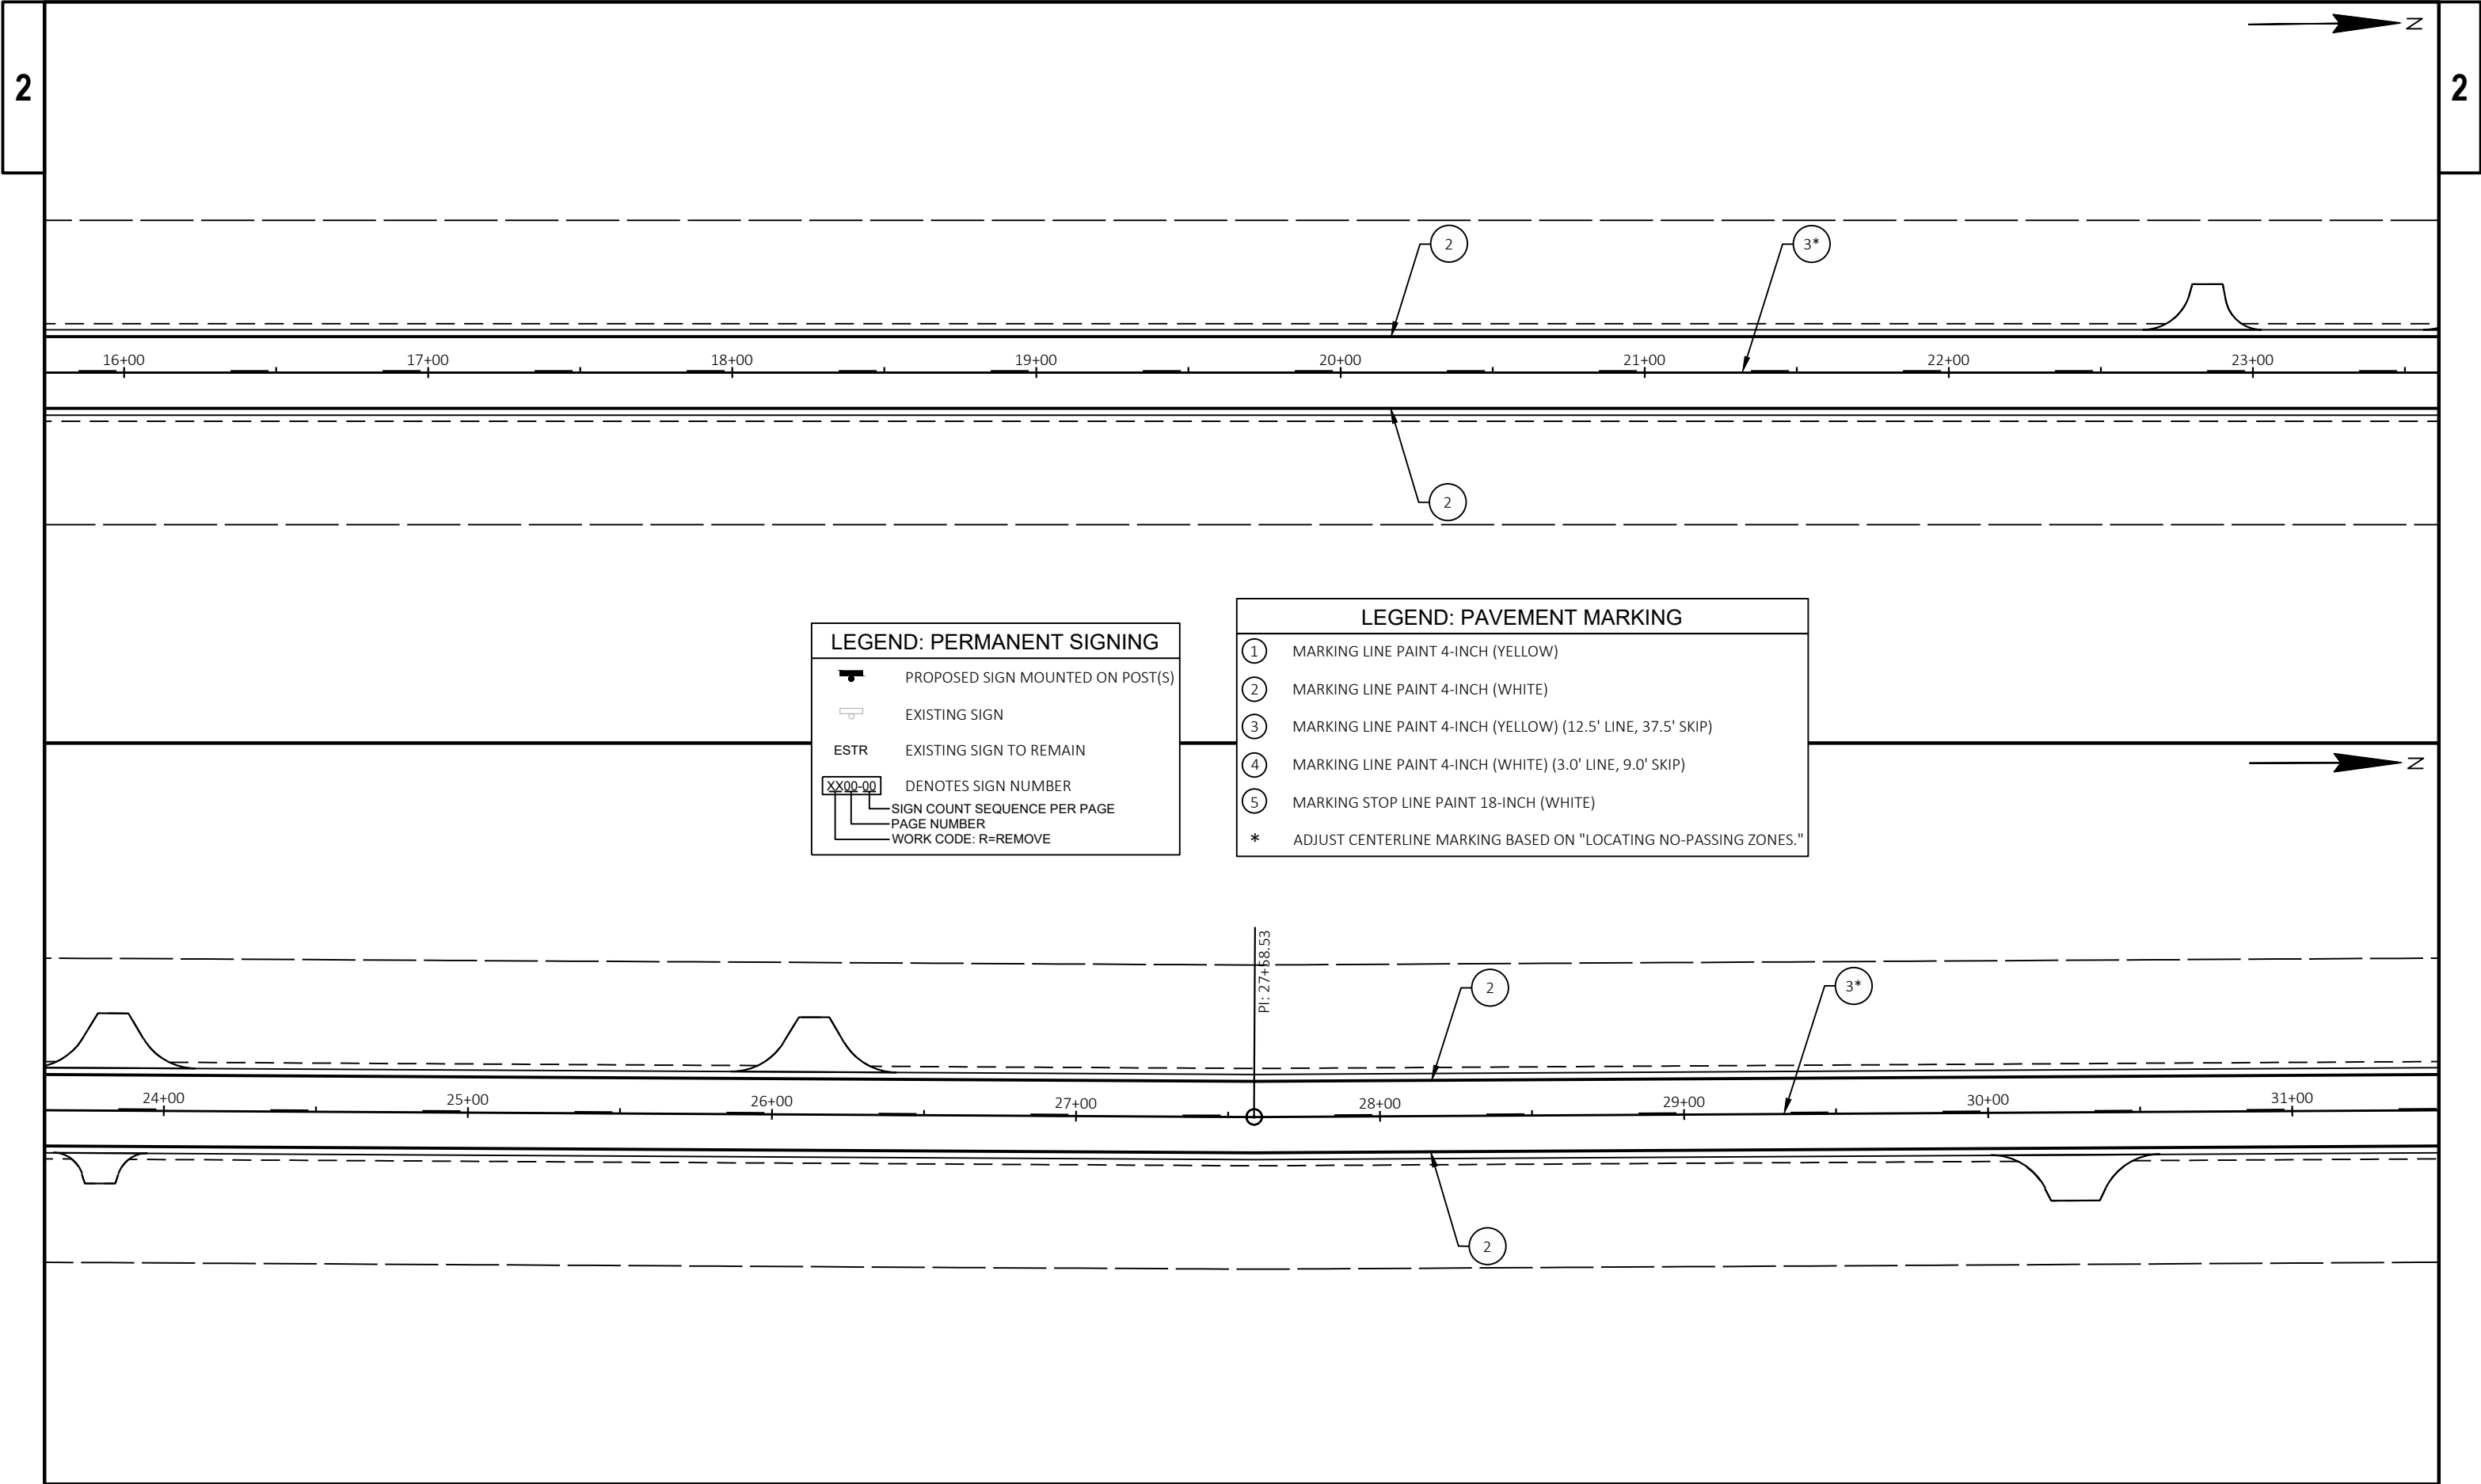 N
2
2
2
3*
16+00 17+00 18+00 19+00 20+00 21+00 22+00 23+00
2
LEGEND: PERMANENT SIGNING
PROPOSED SIGN MOUNTED ON POST(S)
EXISTING SIGN
ESTR EXISTING SIGN TO REMAIN
XX00-00 DENOTES SIGN NUMBER
SIGN COUNT SEQUENCE PER PAGE
PAGE NUMBER
WORK CODE: R=REMOVE
LEGEND: PAVEMENT MARKING
1 MARKING LINE PAINT 4-INCH (YELLOW)
2 MARKING LINE PAINT 4-INCH (WHITE)
3 MARKING LINE PAINT 4-INCH (YELLOW) (12.5' LINE, 37.5' SKIP)
4 MARKING LINE PAINT 4-INCH (WHITE) (3.0' LINE, 9.0' SKIP)
5 MARKING STOP LINE PAINT 18-INCH (WHITE)
* ADJUST CENTERLINE MARKING BASED ON "LOCATING NO-PASSING ZONES."
N
PI: 27+58.53
2
3*
24+00 25+00 26+00 27+00 28+00 29+00 30+00 31+00
2